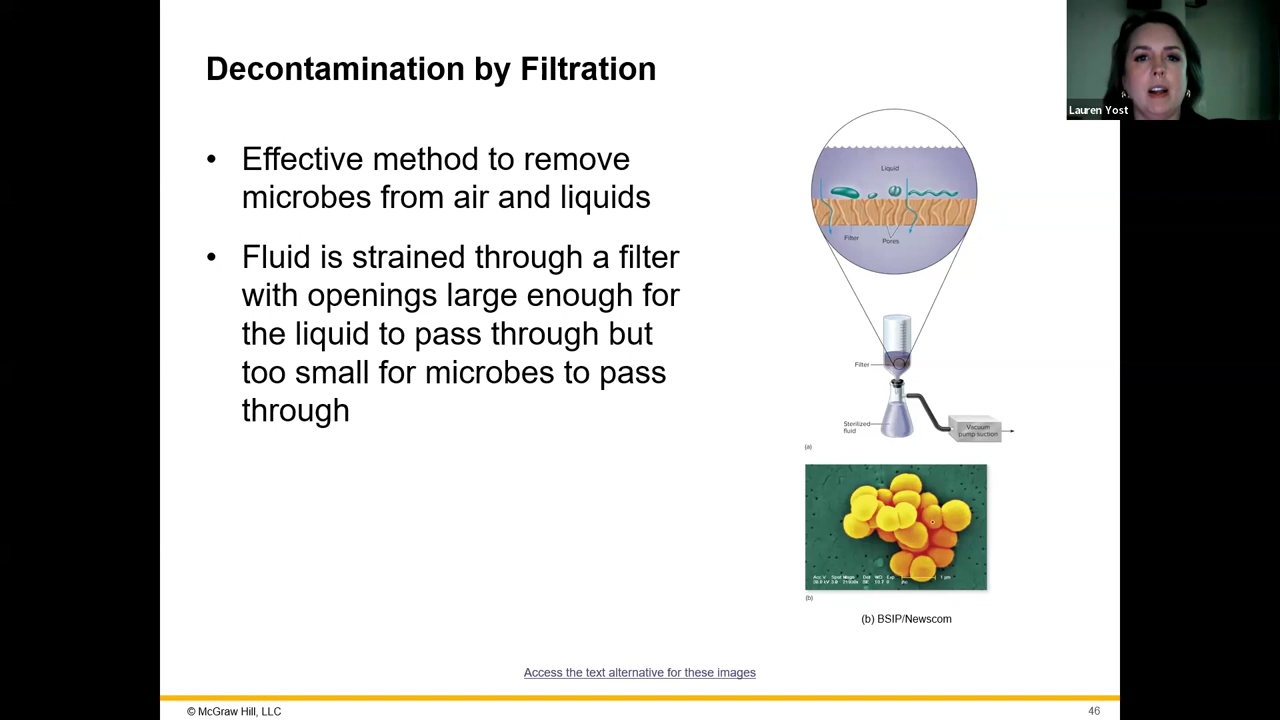 Decontamination by Filtration
Lauren Yost
• Effective method to remove
microbes from air and liquids
• Fluid is strained through a filter
with openings large enough for
the liquid to pass through but
too small for microbes to pass
through
Liquid
Filter
Pores
Filter
Sterilized
fluid
Vacuum
pump suction
(a)
1 µm
(b)
(b) BSIP/Newscom
Access the text alternative for these images
© McGraw Hill, LLC
46